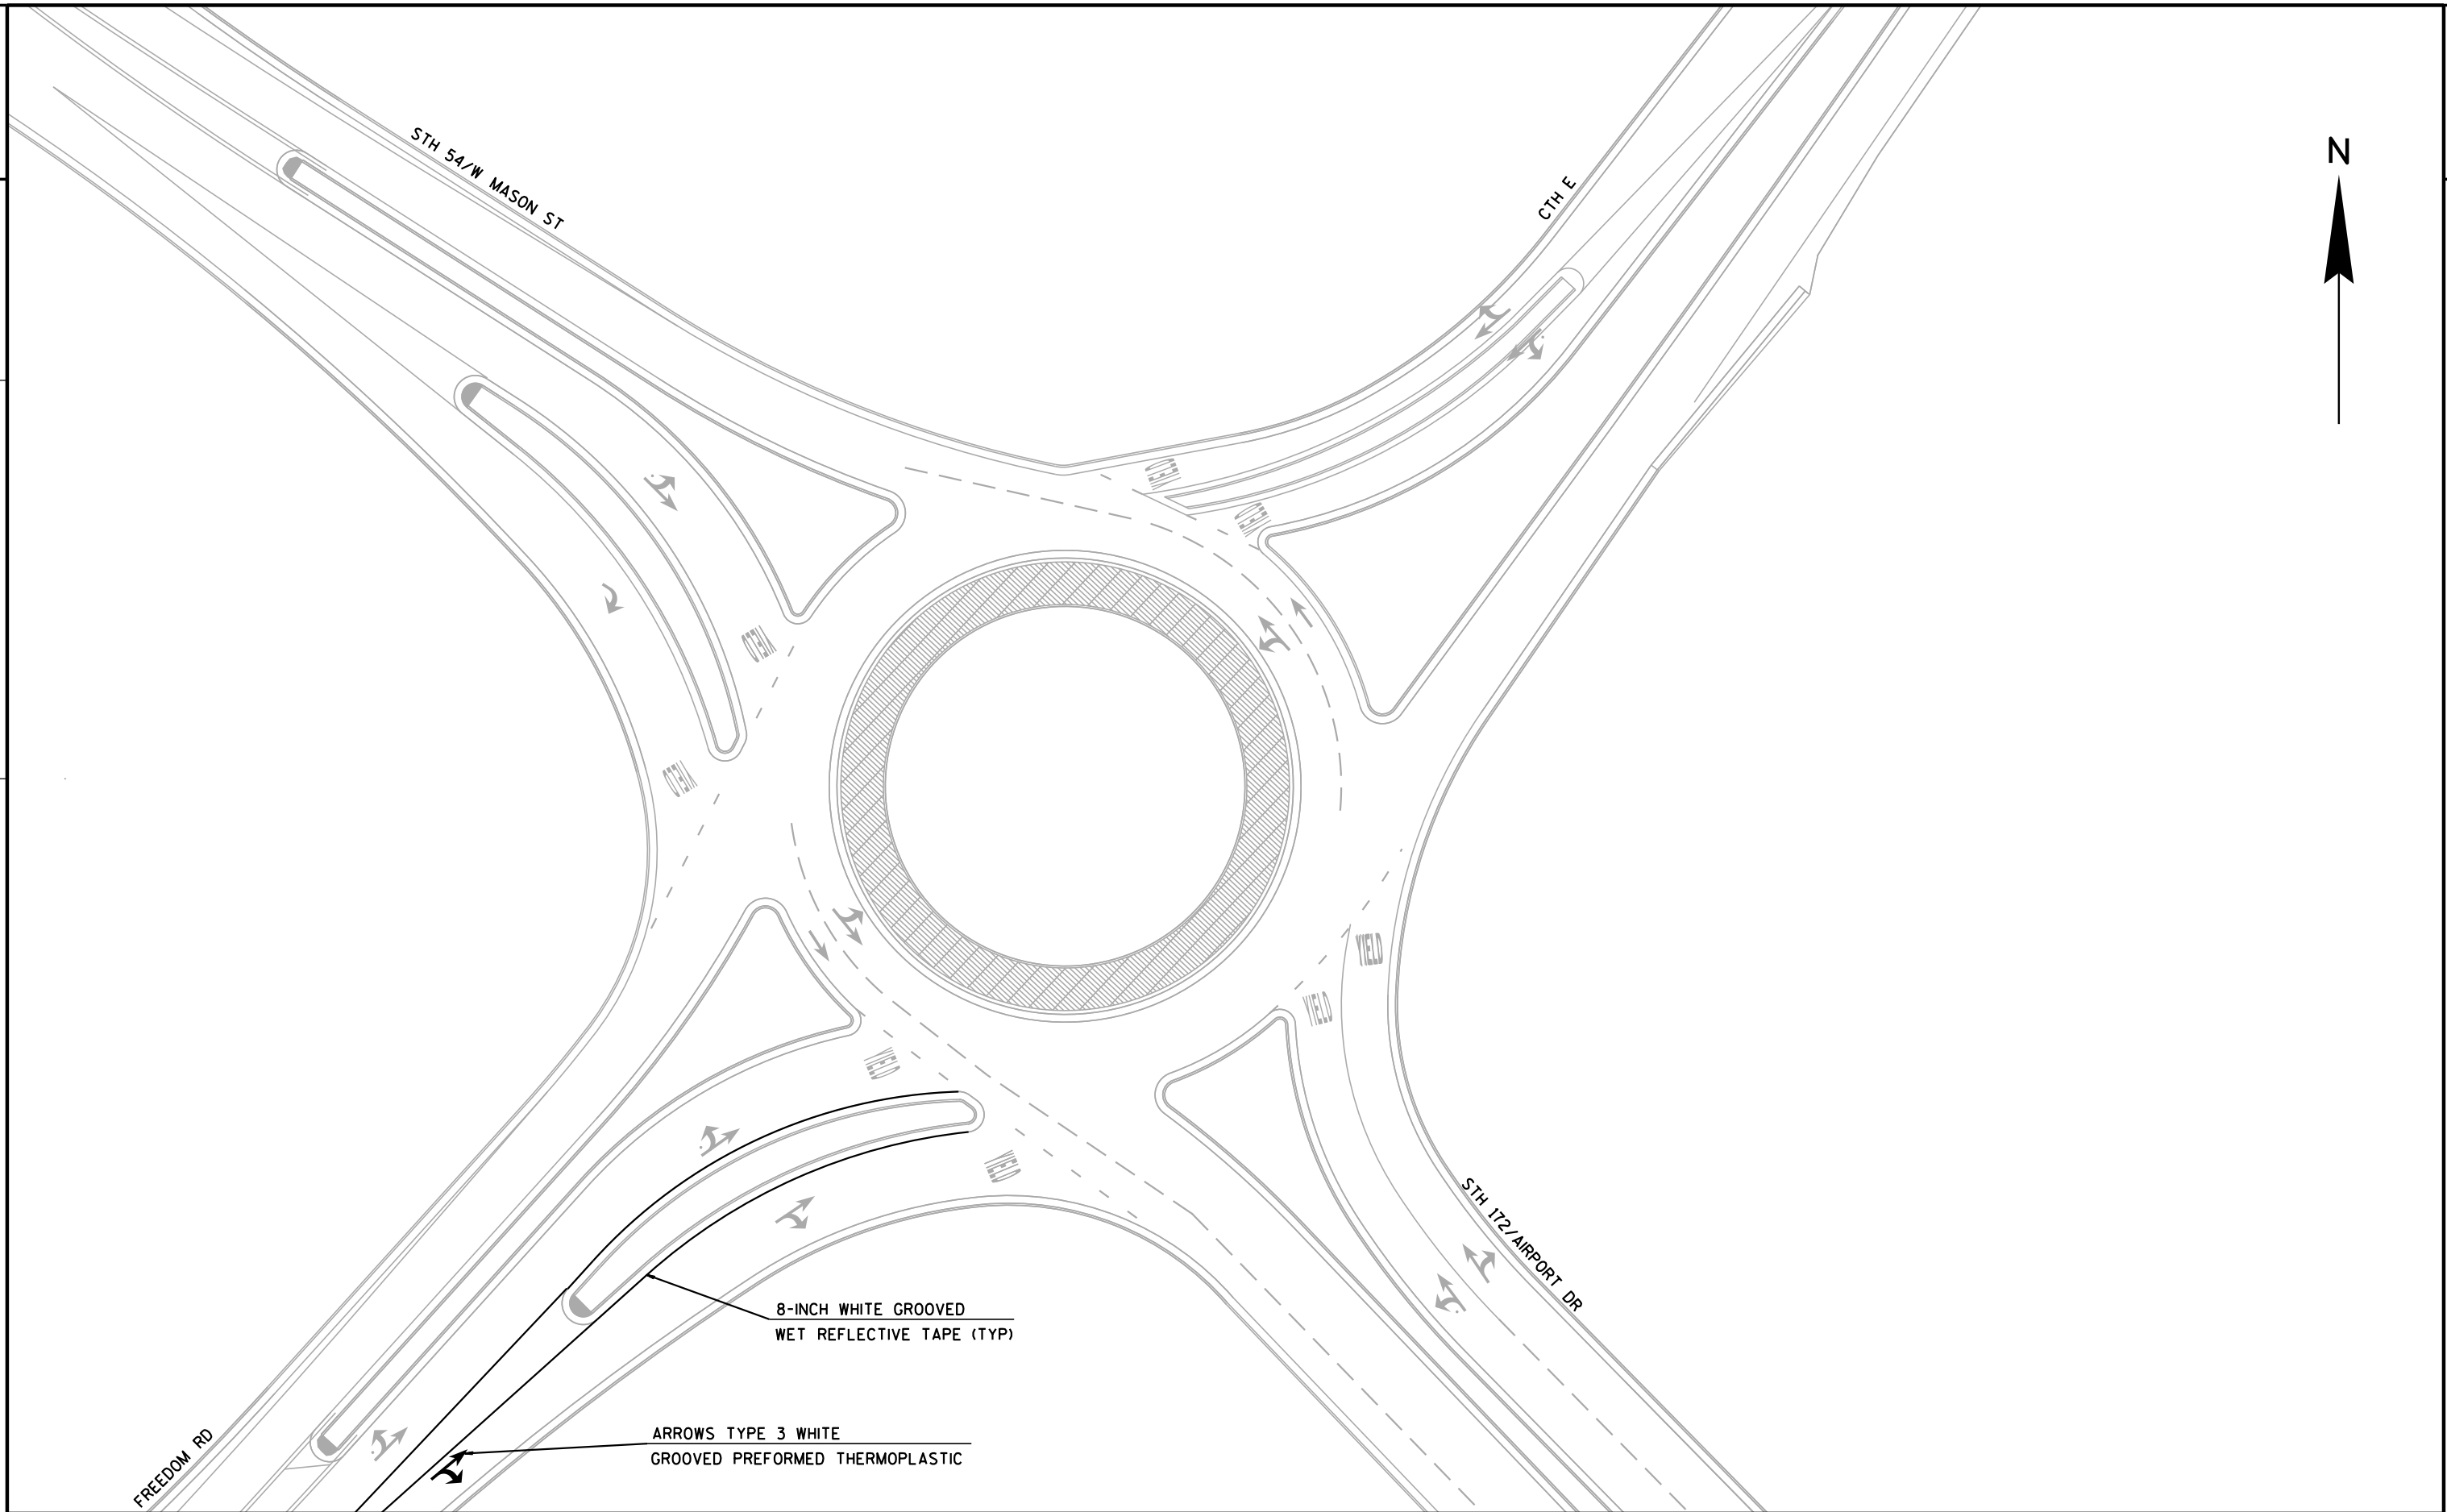 N
STH 54/W MASON ST
CTH E
YIELD
YIELD
YIELD
YIELD
YIELD
YIELD
YIELD
YIELD
STH 172/AIRPORT DR
8-INCH WHITE GROOVED
WET REFLECTIVE TAPE (TYP)
ARROWS TYPE 3 WHITE
GROOVED PREFORMED THERMOPLASTIC
FREEDOM RD